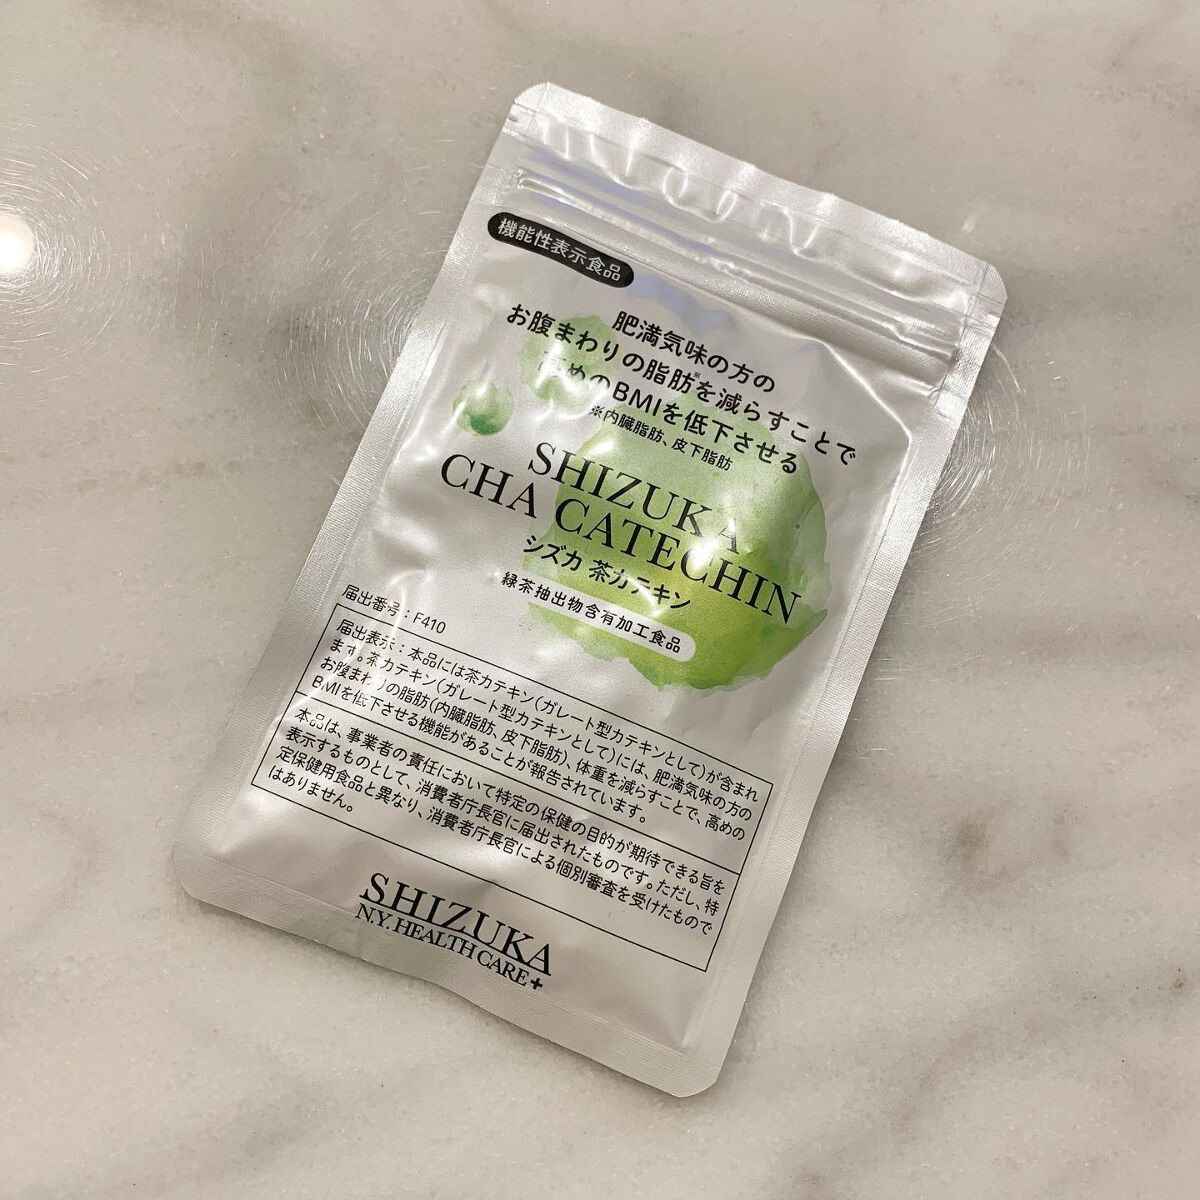 機能性表示食品
肥満気味の方の
お腹まわりの脂肪※を減らすことで
高めのBMIを低下させる
※内臓脂肪、皮下脂肪
SHIZUKA
CHA CATECHIN
シズカ 茶カテキン
緑茶抽出物含有加工食品
届出番号：F410
届出表示：本品には茶カテキン（ガレート型カテキンとして）が含まれ
ます。茶カテキン（ガレート型カテキンとして）には、肥満気味の方の
お腹まわりの脂肪（内臓脂肪、皮下脂肪）、体重を減らすことで、高めの
BMIを低下させる機能があることが報告されています。
本品は、事業者の責任において特定の保健の目的が期待できる旨を
表示するものとして、消費者庁長官に届出されたものです。ただし、特
定保健用食品と異なり、消費者庁長官による個別審査を受けたもので
はありません。
SHIZUKA
N.Y. HEALTH CARE+